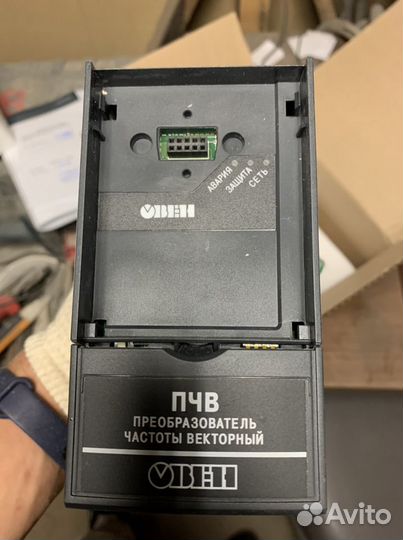 АВАРИЯ
ЗАЩИТА
СЕТЬ
ОВЕН
ПЧВ
ПРЕОБРАЗОВАТЕЛЬ
ЧАСТОТЫ ВЕКТОРНЫЙ
ОВЕН
Avito